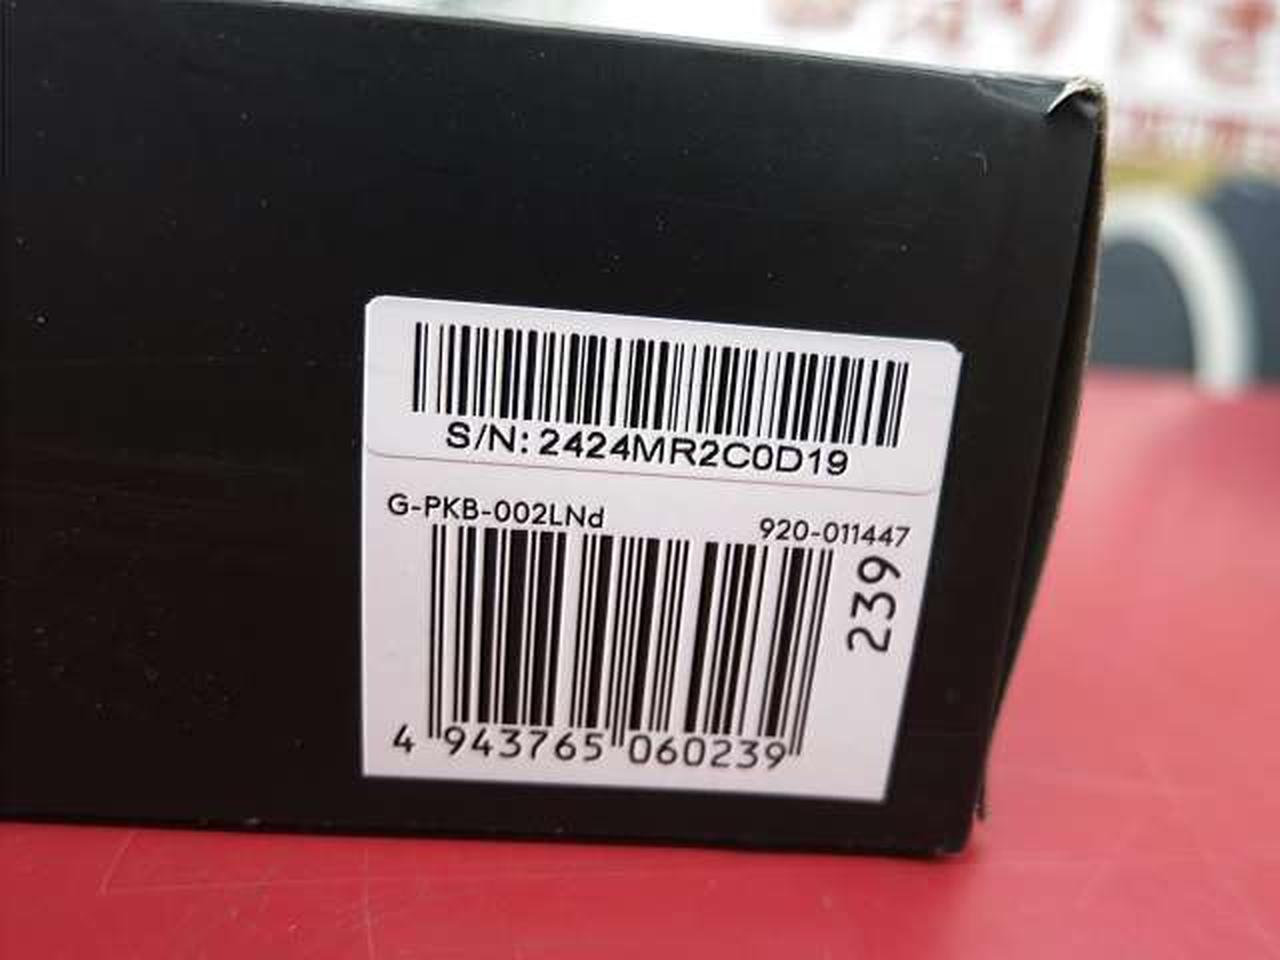 S/N: 2424MR2C0D19
G-PKB-002LNd
920-011447
239
4 943765 060239